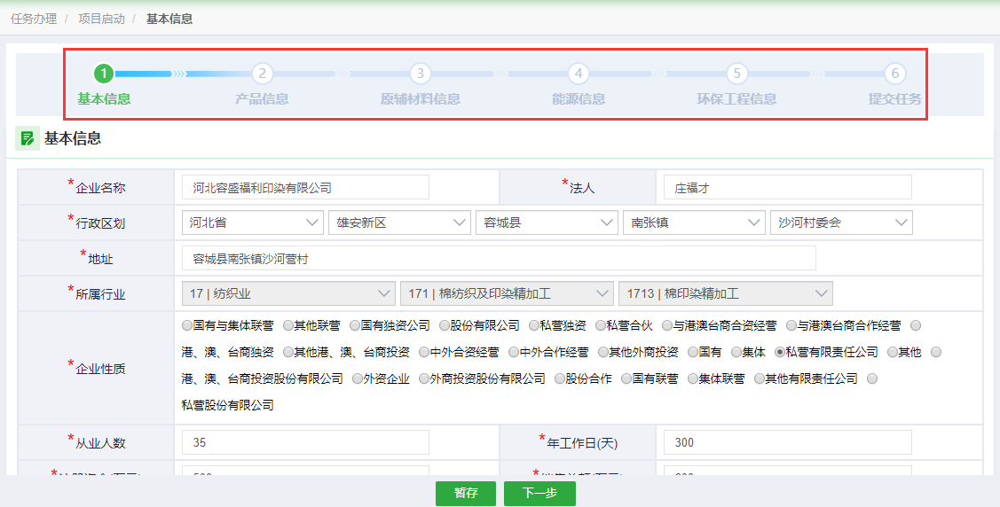 任务办理 / 项目启动 / 基本信息
1 2 3 4 5 6
基本信息 产品信息 原辅材料信息 能源信息 环保工程信息 提交任务
基本信息
*企业名称 河北容盛福利印染有限公司 *法人 庄福才
*行政区划 河北省 雄安新区 容城县 南张镇 沙河村委会
*地址 容城县南张镇沙河营村
*所属行业 17 | 纺织业 171 | 棉纺织及印染精加工 1713 | 棉印染精加工
*企业性质
国有与集体联营 其他联营 国有独资公司 股份有限公司 私营独资 私营合伙 与港澳台商合资经营 与港澳台商合作经营
港、澳、台商独资 其他港、澳、台商投资 中外合资经营 中外合作经营 其他外商投资 国有 集体 私营有限责任公司 其他
港、澳、台商投资股份有限公司 外资企业 外商投资股份有限公司 股份合作 国有联营 集体联营 其他有限责任公司
私营股份有限公司
*从业人数 35 *年工作日(天) 300
暂存 下一步